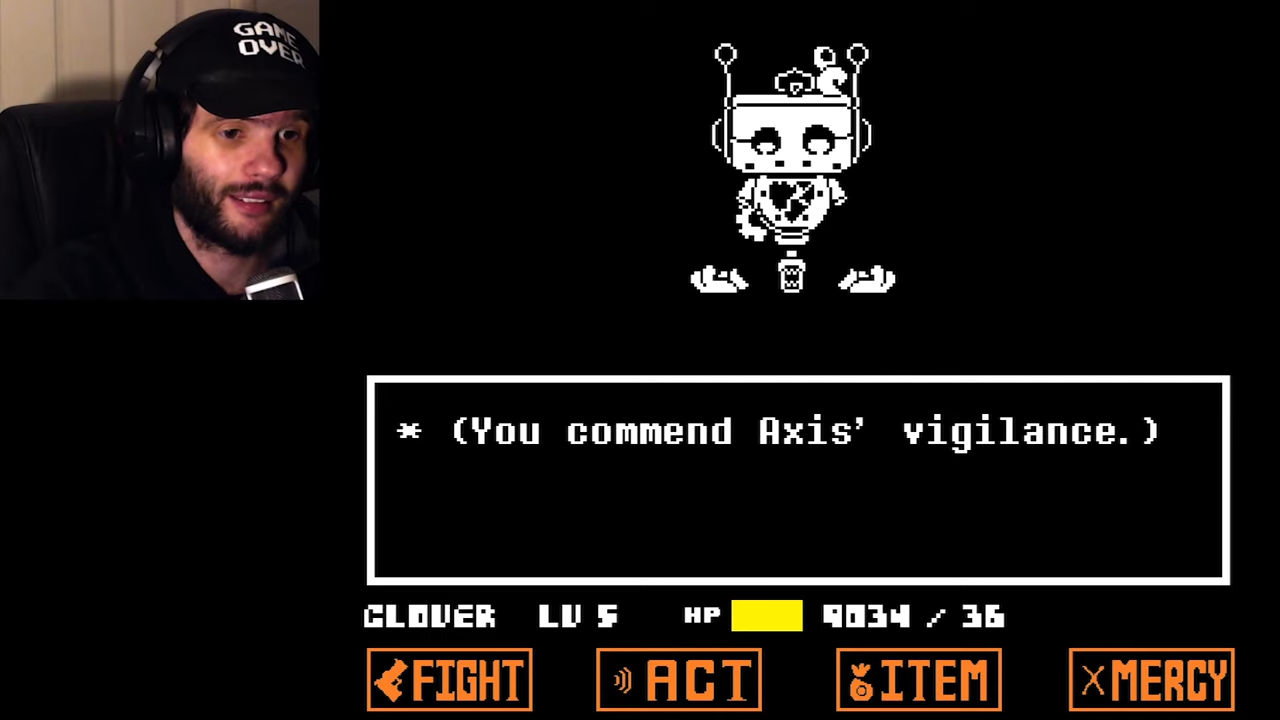 GAME
OVER
* (You commend Axis' vigilance.)
CLOVER LV 5 HP 9034 / 36
FIGHT ACT ITEM MERCY